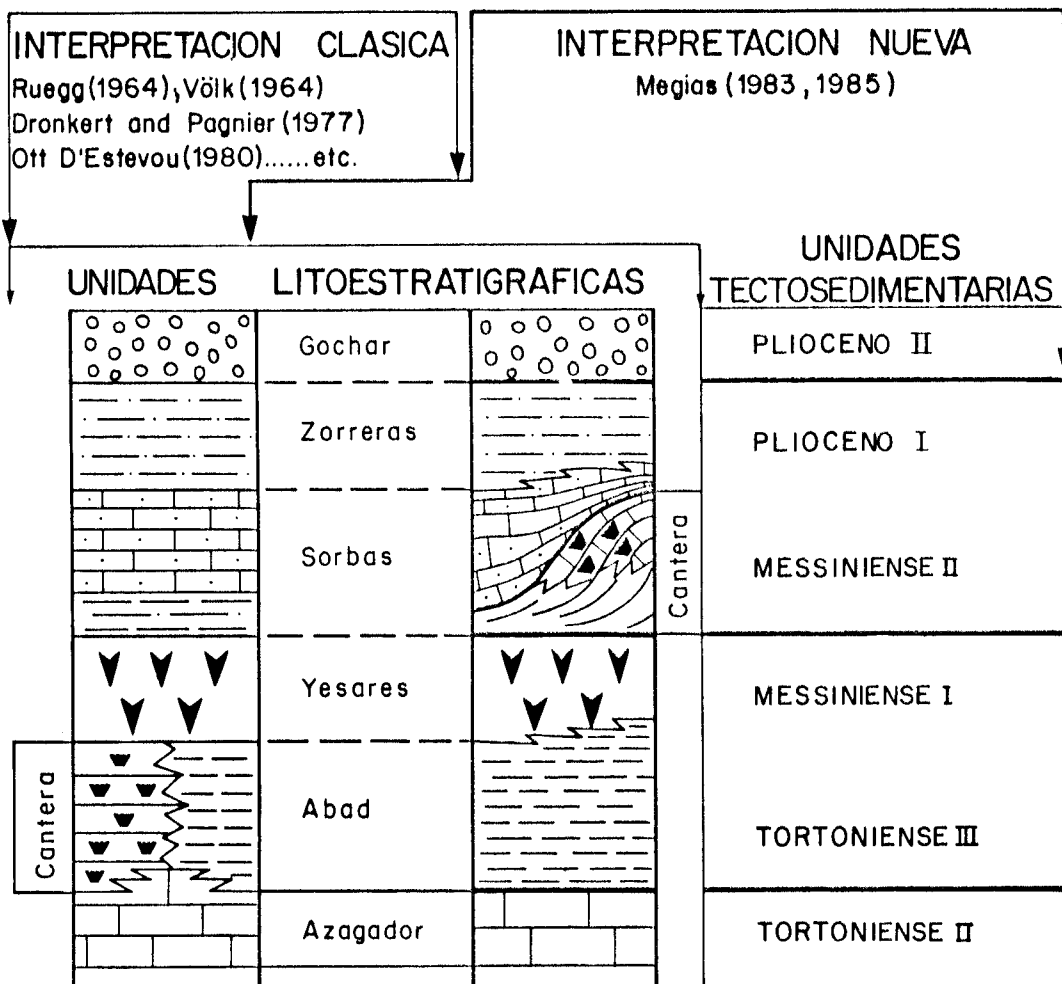 INTERPRETACION CLASICA
Ruegg (1964), Völk (1964)
Dronkert and Pagnier (1977)
Ott D'Estevou (1980)......etc.
INTERPRETACION NUEVA
Megias (1983, 1985)
UNIDADES LITOESTRATIGRAFICAS
UNIDADES
TECTOSEDIMENTARIAS
Gochar
PLIOCENO II
Zorreras
PLIOCENO I
Sorbas
Cantera
MESSINIENSE II
Yesares
MESSINIENSE I
Cantera
Abad
TORTONIENSE III
Azagador
TORTONIENSE II